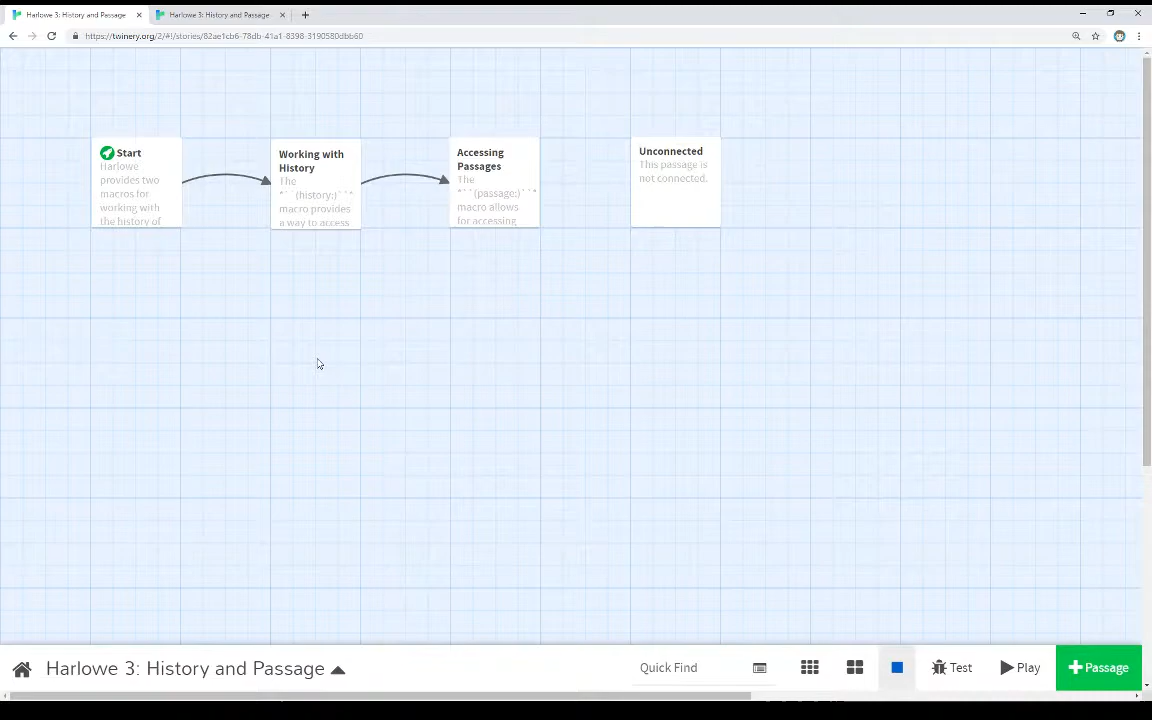 Harlowe 3: History and Passage
Harlowe 3: History and Passage
https://twinery.org/2/#!/stories/82ae1cb6-78db-41a1-8398-3190580dbb60
Start
Harlowe
provides two
macros for
working with
the history of
Working with
History
The
"``(history:)``"
macro provides
a way to access
Accessing
Passages
The
"``(passage:)``"
macro allows
for accessing
Unconnected
This passage is
not connected.
Harlowe 3: History and Passage
Quick Find
Test
Play
+Passage